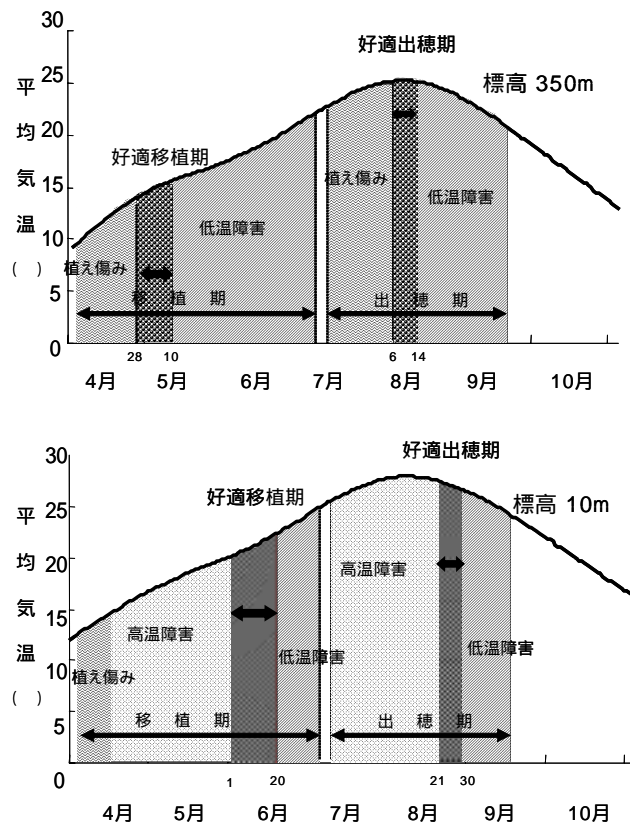 30
好適出穂期
25
標高 350m
平均気温
( )
20
好適移植期
植え傷み
15
低温障害
低温障害
10
植え傷み
5
移植期
出穂期
0
28 10 6 14
4月 5月 6月 7月 8月 9月 10月
30
好適出穂期
好適移植期
25
標高 10m
平均気温
( )
20
高温障害
15
高温障害
低温障害
低温障害
10
植え傷み
5
移植期
出穂期
0
1 20 21 30
4月 5月 6月 7月 8月 9月 10月